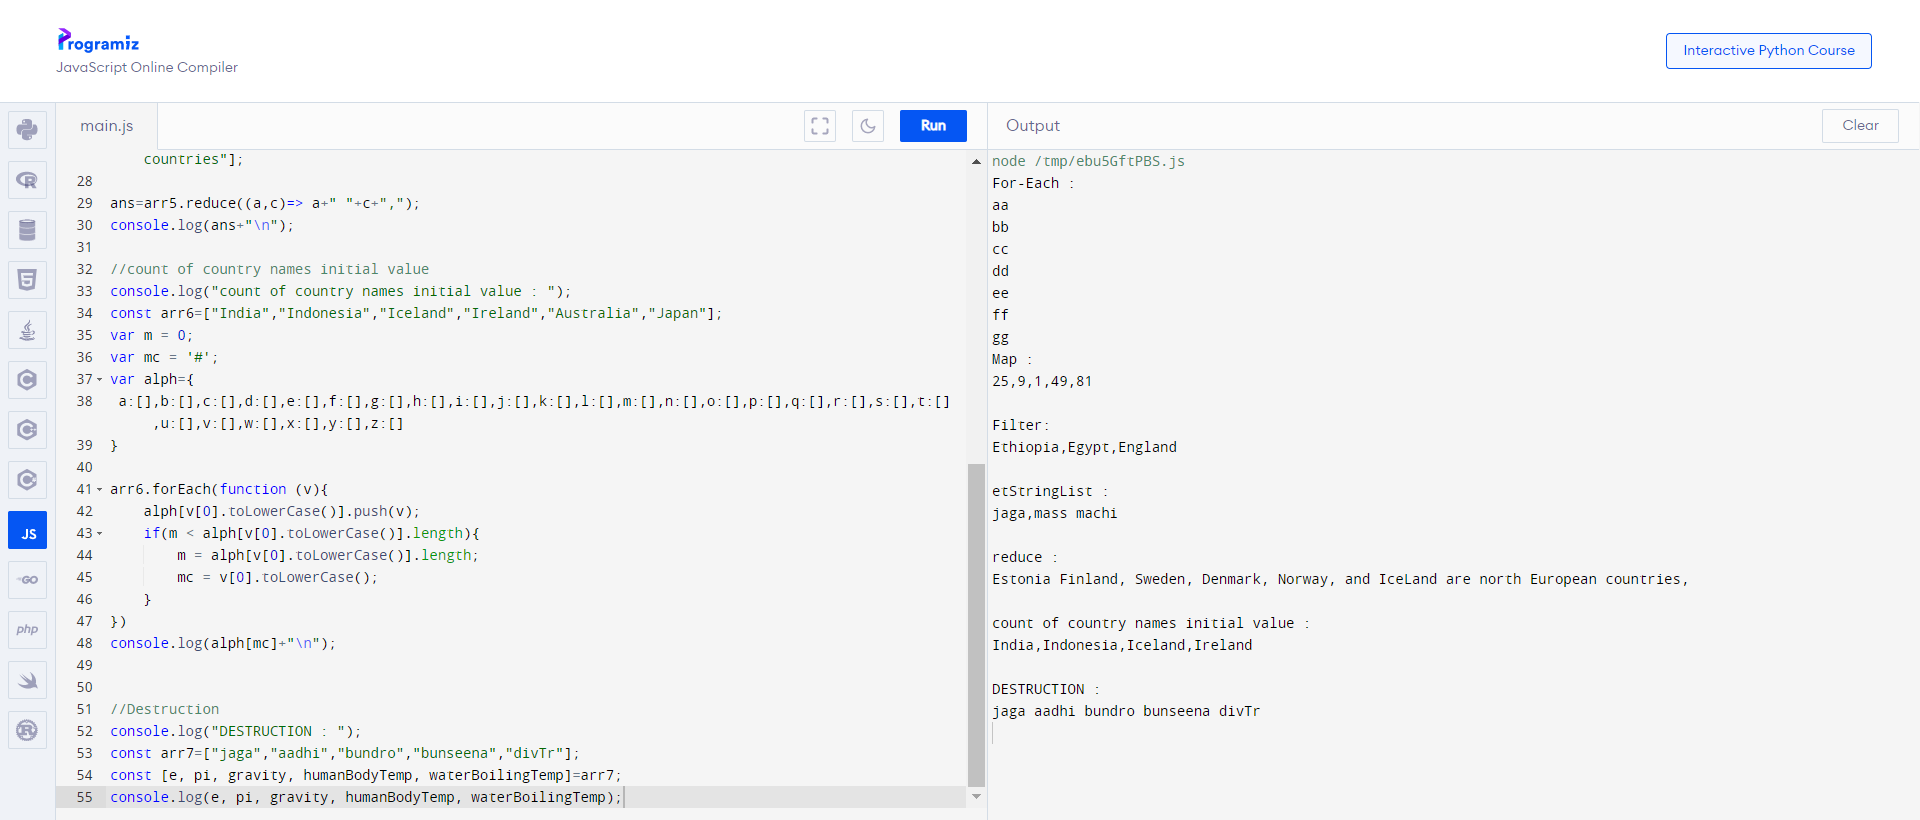 Programiz
JavaScript Online Compiler
Interactive Python Course
main.js
Run
Output
Clear
JS
GO
php
countries"];
28
29 ans=arr5.reduce((a,c)=> a+" "+c+",");
30 console.log(ans+"\n");
31
32 //count of country names initial value
33 console.log("count of country names initial value : ");
34 const arr6=["India","Indonesia","Iceland","Ireland","Australia","Japan"];
35 var m = 0;
36 var mc = '#';
37 var alph={
38  a:[],b:[],c:[],d:[],e:[],f:[],g:[],h:[],i:[],j:[],k:[],l:[],m:[],n:[],o:[],p:[],q:[],r:[],s:[],t:[]
,u:[],v:[],w:[],x:[],y:[],z:[]
39 }
40
41 arr6.forEach(function (v){
42     alph[v[0].toLowerCase()].push(v);
43     if(m < alph[v[0].toLowerCase()].length){
44         m = alph[v[0].toLowerCase()].length;
45         mc = v[0].toLowerCase();
46     }
47 })
48 console.log(alph[mc]+"\n");
49
50
51 //Destruction
52 console.log("DESTRUCTION : ");
53 const arr7=["jaga","aadhi","bundro","bunseena","divTr"];
54 const [e, pi, gravity, humanBodyTemp, waterBoilingTemp]=arr7;
55 console.log(e, pi, gravity, humanBodyTemp, waterBoilingTemp);
node /tmp/ebu5GftPBS.js
For-Each :
aa
bb
cc
dd
ee
ff
gg
Map :
25,9,1,49,81
Filter:
Ethiopia,Egypt,England
etStringList :
jaga,mass machi
reduce :
Estonia Finland, Sweden, Denmark, Norway, and IceLand are north European countries,
count of country names initial value :
India,Indonesia,Iceland,Ireland
DESTRUCTION :
jaga aadhi bundro bunseena divTr